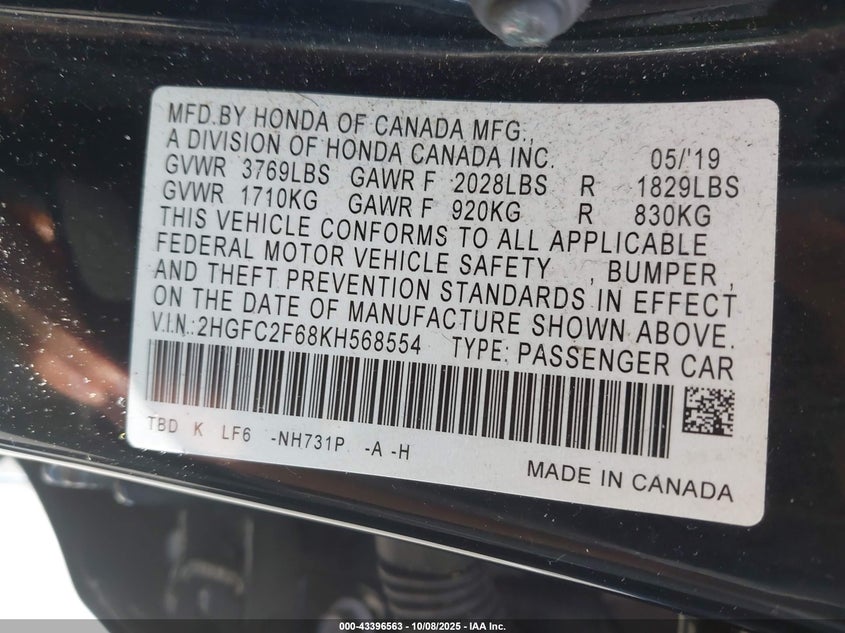 MFD.BY HONDA OF CANADA MFG.,
A DIVISION OF HONDA CANADA INC. 05/'19
GVWR 3769LBS GAWR F 2028LBS R 1829LBS
GVWR 1710KG GAWR F 920KG R 830KG
THIS VEHICLE CONFORMS TO ALL APPLICABLE
FEDERAL MOTOR VEHICLE SAFETY , BUMPER ,
AND THEFT PREVENTION STANDARDS IN EFFECT
ON THE DATE OF MANUFACTURE SHOWN ABOVE.
V.I.N.:2HGFC2F68KH568554 TYPE: PASSENGER CAR
TBD K LF6 -NH731P -A -H
MADE IN CANADA
000-43396563 - 10/08/2025 - IAA Inc.